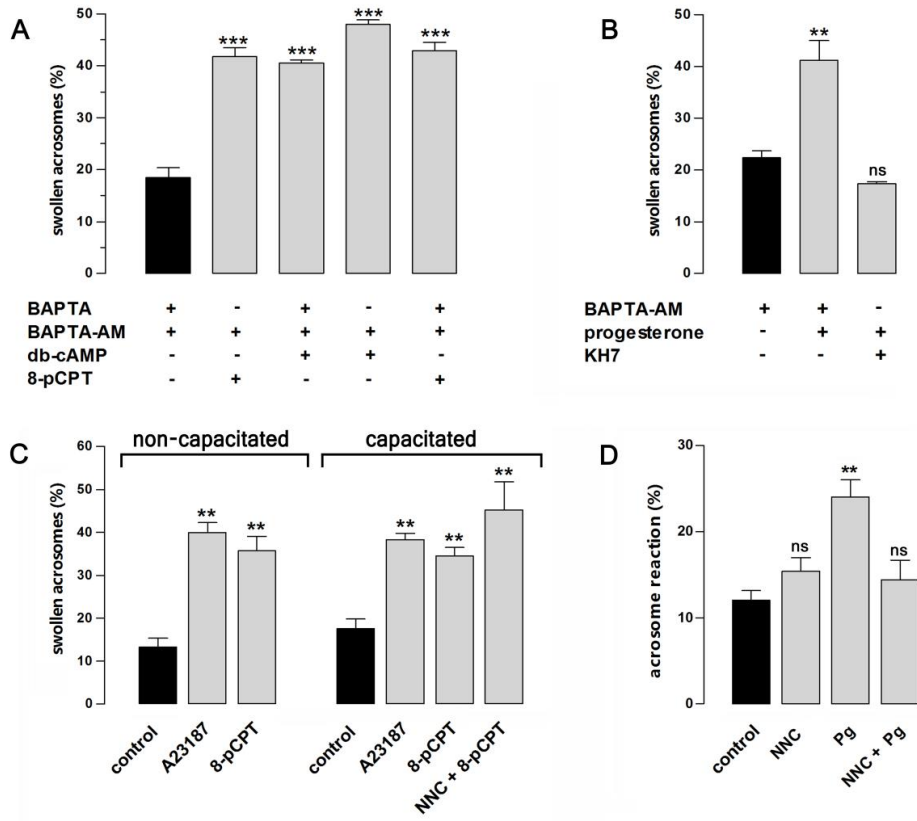 A
swollen acrosomes (%)
50
40
30
20
10
0
***
***
***
***
BAPTA + - + - +
BAPTA-AM + + + + +
db-cAMP - - + + -
8-pCPT - + - - +
B
swollen acrosomes (%)
50
40
30
20
10
0
**
ns
BAPTA-AM + + -
progesterone - + +
KH7 - - +
C
non-capacitated
capacitated
swollen acrosomes (%)
60
50
40
30
20
10
0
**
**
**
**
**
control
A23187
8-pCPT
control
A23187
8-pCPT
NNC + 8-pCPT
D
acrosome reaction (%)
30
20
10
0
ns
**
ns
control
NNC
Pg
NNC + Pg